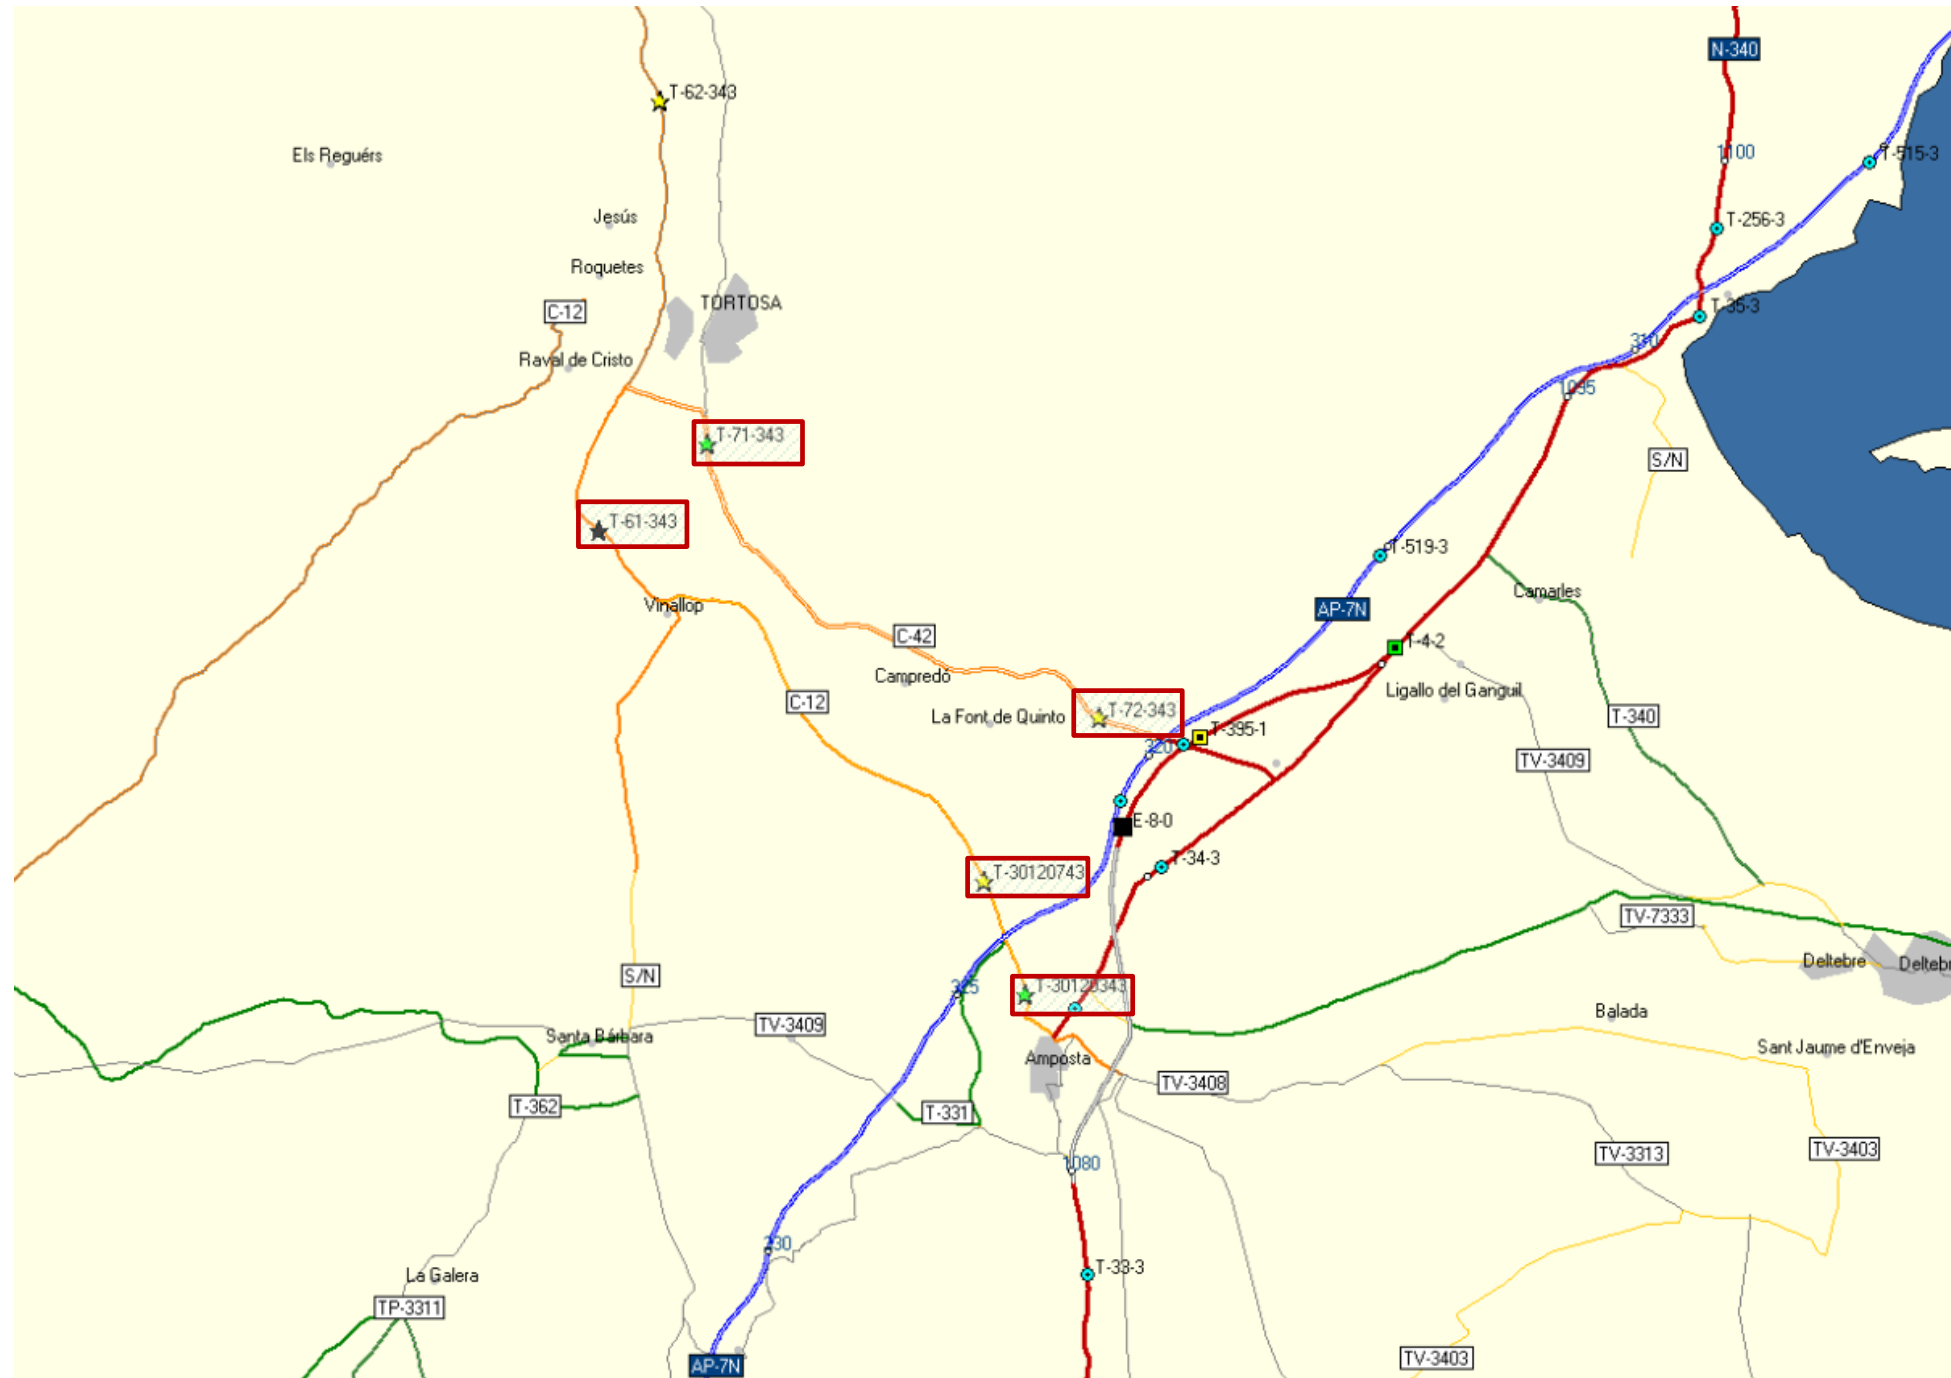 N-340
T-62-343
1100
T-515-3
Els Reguérs
Jesús
T-256-3
Roquetes
TORTOSA
C-12
T-35-3
310
Raval de Cristo
1095
T-71-343
S/N
T-61-343
T-519-3
Camarles
Vinallop
AP-7N
C-42
T-4-2
Campredó
Ligallo del Ganguil
C-12
T-72-343
La Font de Quinto
T-340
T-395-1
320
TV-3409
E-8-0
T-34-3
T-30120743
TV-7333
Deltebre
Deltebr
S/N
325
Balada
TV-3409
Santa Bárbara
Sant Jaume d'Enveja
Amposta
TV-3408
T-362
T-331
TV-3313
TV-3403
1080
330
T-33-3
La Galera
TP-3311
TV-3403
AP-7N